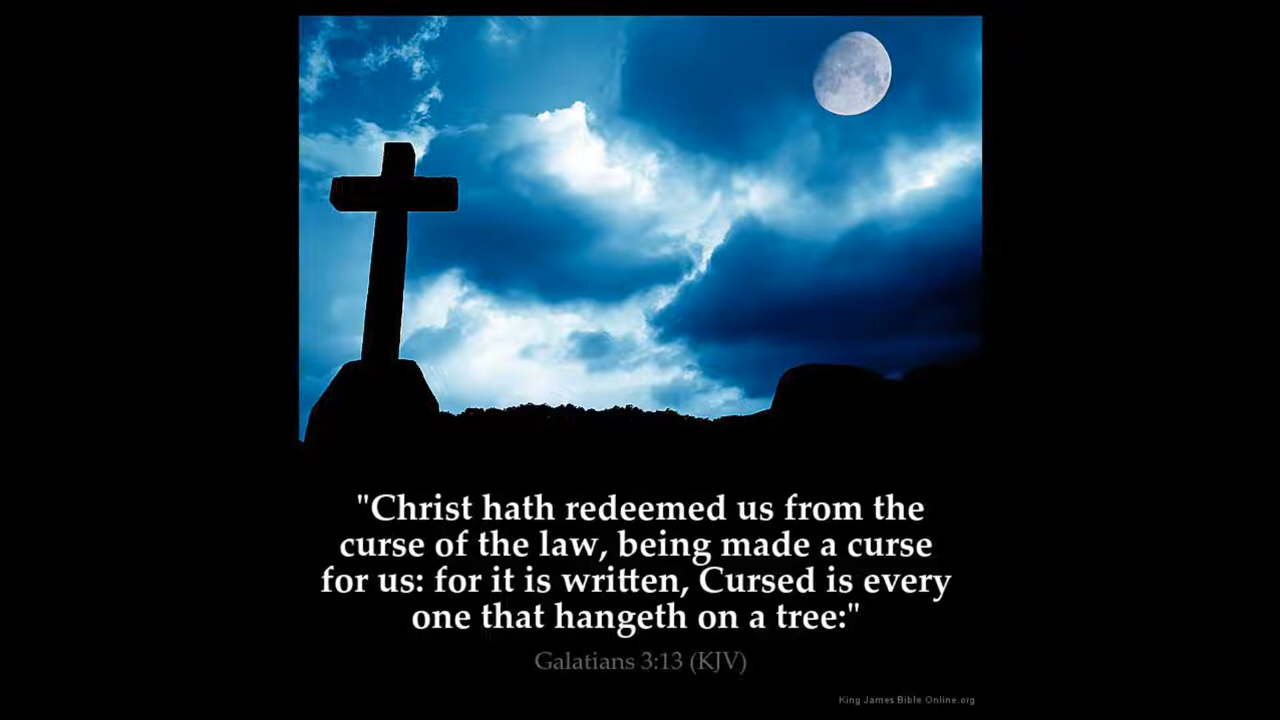 "Christ hath redeemed us from the
curse of the law, being made a curse
for us: for it is written, Cursed is every
one that hangeth on a tree:"
Galatians 3:13 (KJV)
King James Bible Online.org